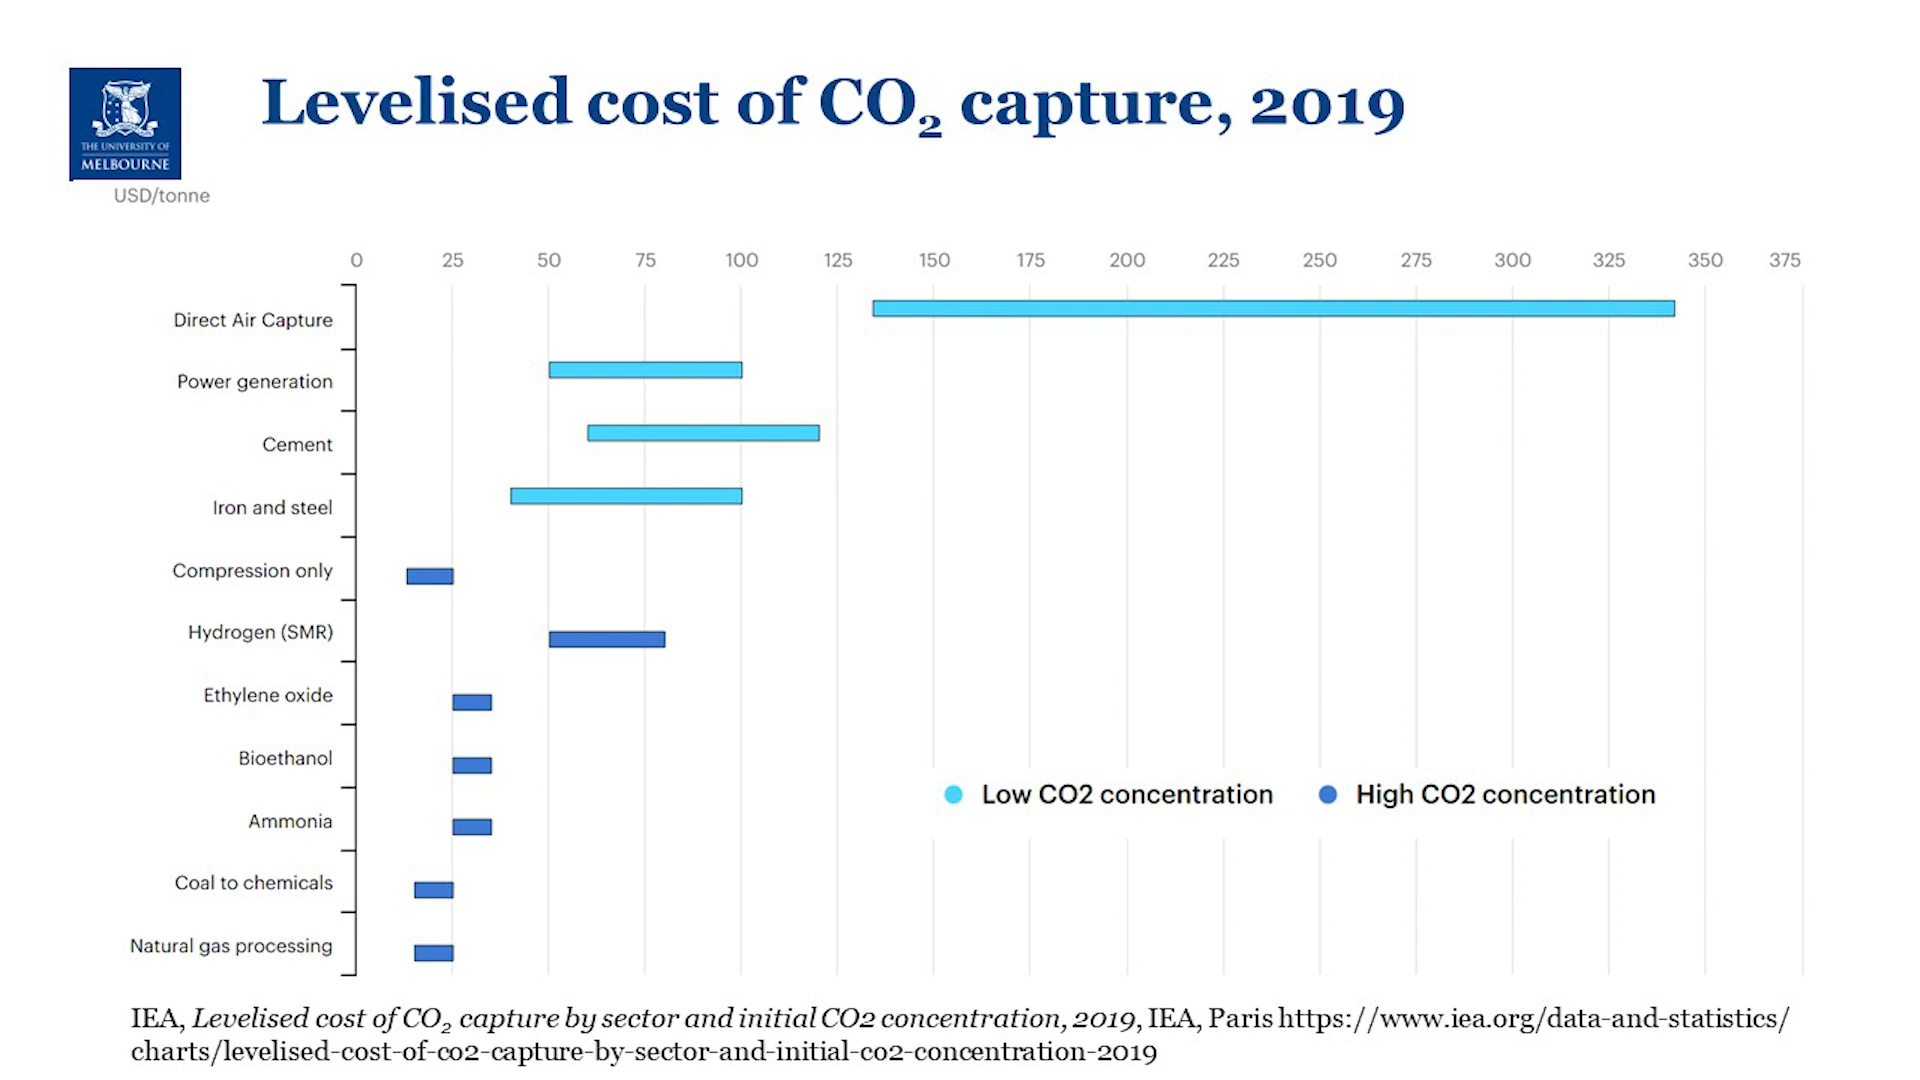 Levelised cost of CO₂ capture, 2019
THE UNIVERSITY OF
MELBOURNE
USD/tonne
0 25 50 75 100 125 150 175 200 225 250 275 300 325 350 375
Direct Air Capture
Power generation
Cement
Iron and steel
Compression only
Hydrogen (SMR)
Ethylene oxide
Bioethanol
Low CO2 concentration High CO2 concentration
Ammonia
Coal to chemicals
Natural gas processing
IEA, Levelised cost of CO₂ capture by sector and initial CO2 concentration, 2019, IEA, Paris https://www.iea.org/data-and-statistics/
charts/levelised-cost-of-co2-capture-by-sector-and-initial-co2-concentration-2019